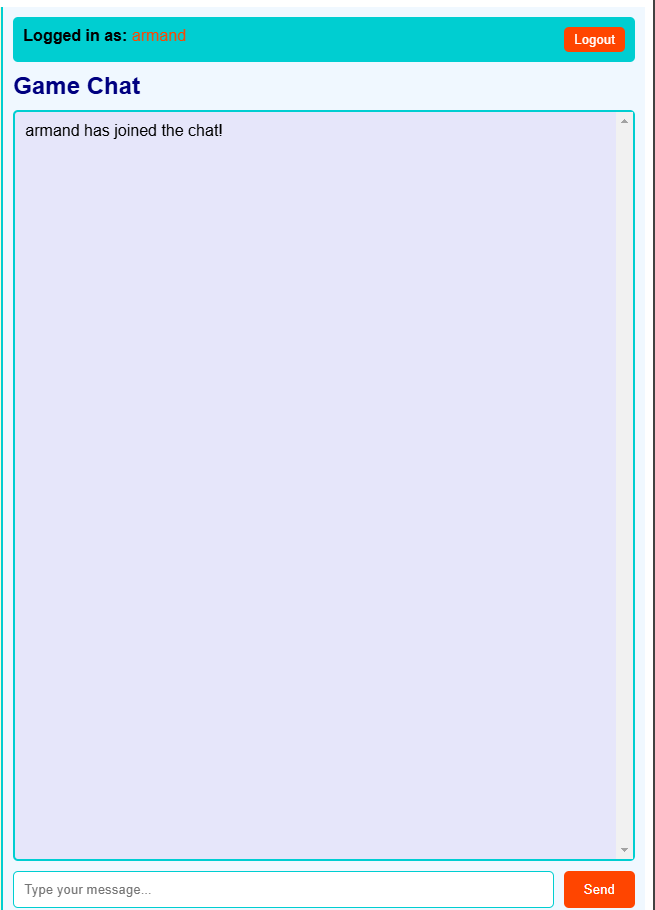 Logged in as: armand
Logout
Game Chat
armand has joined the chat!
Type your message...
Send